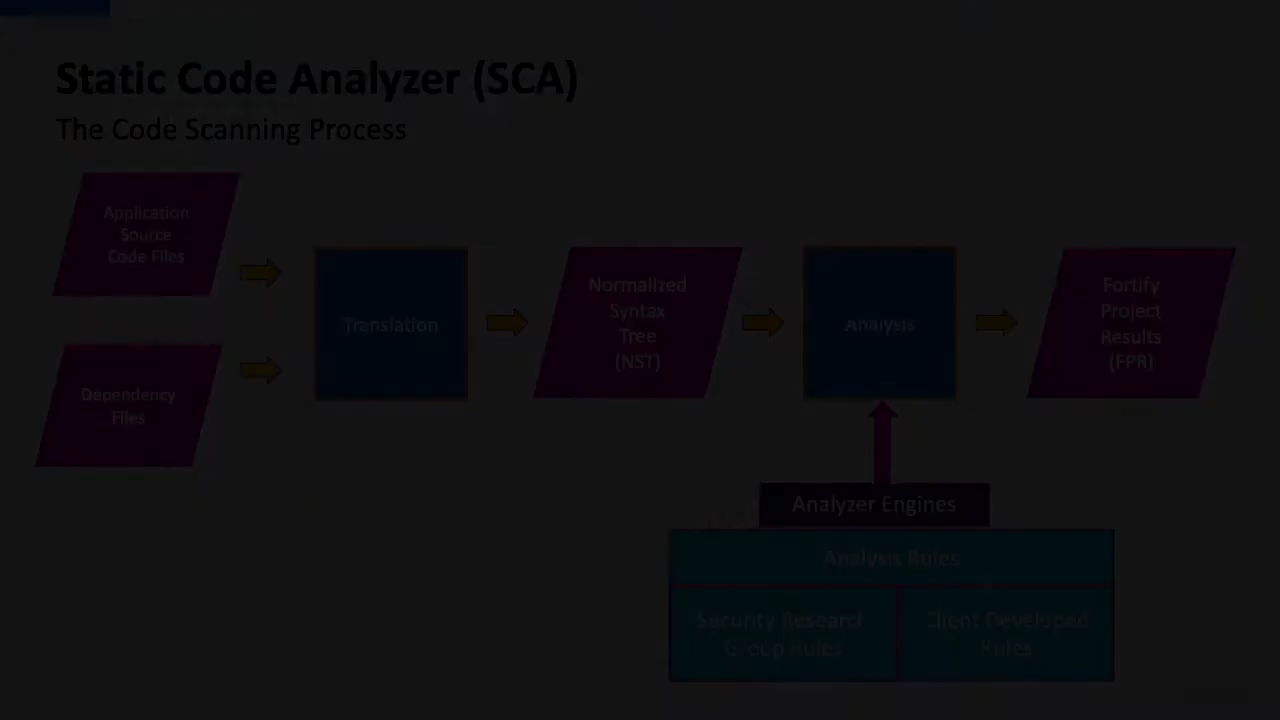 Static Code Analyzer (SCA)
The Code Scanning Process
Application
Source
Code Files
Dependency
Files
Translation
Normalized
Syntax
Tree
(NST)
Analysis
Fortify
Project
Results
(FPR)
Analyzer Engines
Analysis Rules
Security Research
Group Rules
Client Developed
Rules